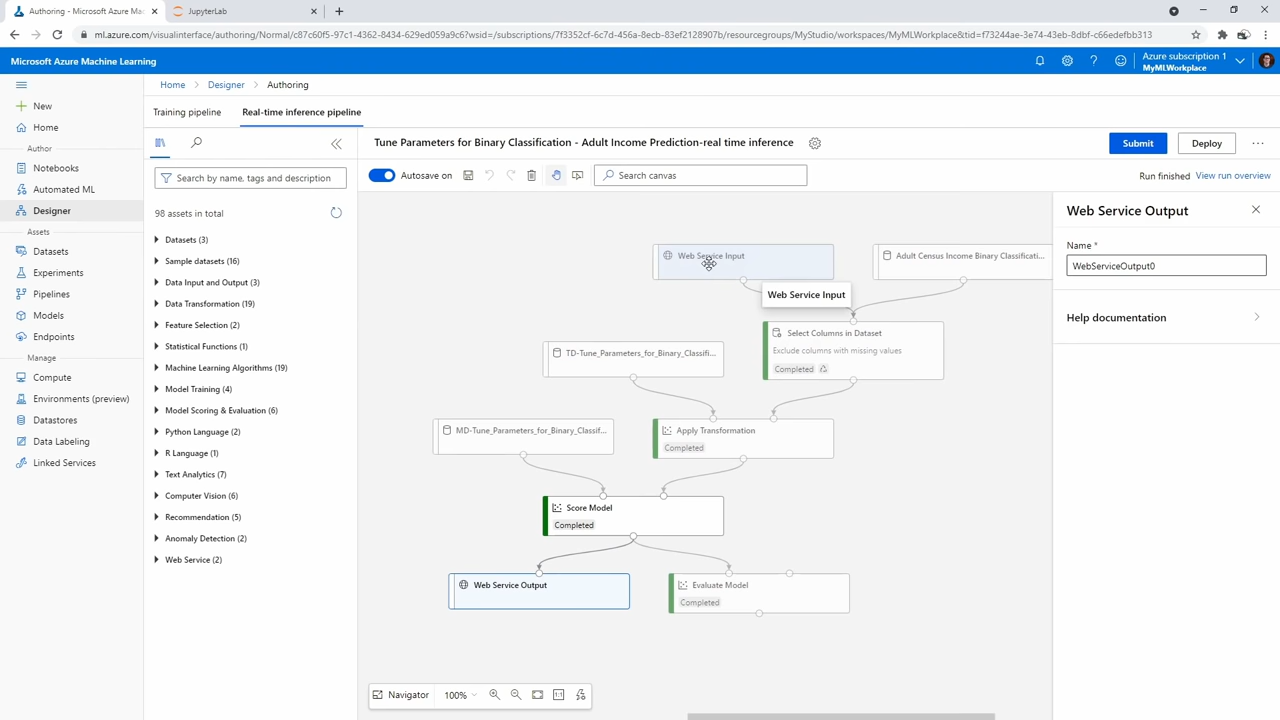 Authoring - Microsoft Azure Mac
JupyterLab
ml.azure.com/visualinterface/authoring/Normal/c87c60f5-97c1-4362-8434-629ed059a9c6?wsid=/subscriptions/7f3352cf-6c7d-456a-8ecb-83ef2128907b/resourcegroups/MyStudio/workspaces/MyMLWorkplace&tid=f73244ae-3e74-43eb-8dbf-c66edefbb313
Microsoft Azure Machine Learning
Azure subscription 1
MyMLWorkplace
Home > Designer > Authoring
New
Home
Author
Notebooks
Automated ML
Designer
Assets
Datasets
Experiments
Pipelines
Models
Endpoints
Manage
Compute
Environments (preview)
Datastores
Data Labeling
Linked Services
Training pipeline
Real-time inference pipeline
Search by name, tags and description
98 assets in total
Datasets (3)
Sample datasets (16)
Data Input and Output (3)
Data Transformation (19)
Feature Selection (2)
Statistical Functions (1)
Machine Learning Algorithms (19)
Model Training (4)
Model Scoring & Evaluation (6)
Python Language (2)
R Language (1)
Text Analytics (7)
Computer Vision (6)
Recommendation (5)
Anomaly Detection (2)
Web Service (2)
Tune Parameters for Binary Classification - Adult Income Prediction-real time inference
Submit
Deploy
Autosave on
Search canvas
Run finished
View run overview
Web Service Input
Adult Census Income Binary Classificati...
Web Service Input
Select Columns in Dataset
Exclude columns with missing values
Completed
TD-Tune_Parameters_for_Binary_Classifi...
MD-Tune_Parameters_for_Binary_Classif...
Apply Transformation
Completed
Score Model
Completed
Web Service Output
Evaluate Model
Completed
Navigator
100%
1:1
Web Service Output
Name *
WebServiceOutput0
Help documentation